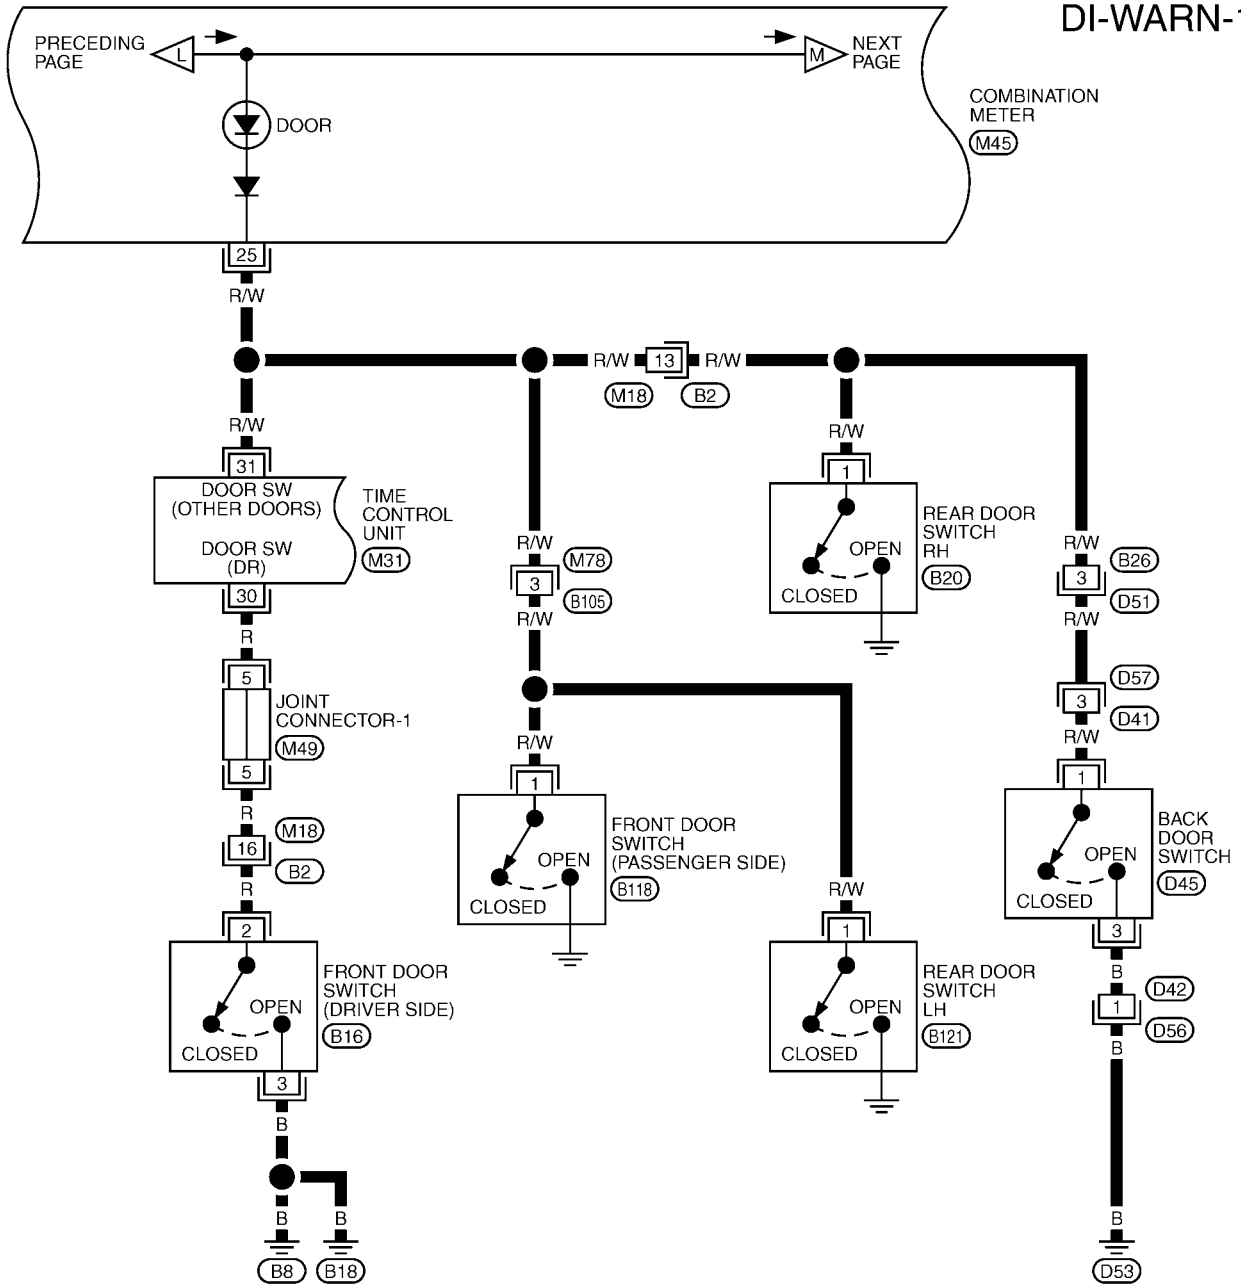 DI-WARN-1
PRECEDING
PAGE
L
M
NEXT
PAGE
DOOR
COMBINATION
METER
M45
25
R/W
R/W
13
R/W
M18
B2
R/W
31
DOOR SW
(OTHER DOORS)
DOOR SW
(DR)
30
TIME
CONTROL
UNIT
M31
R
5
JOINT
CONNECTOR-1
M49
5
R
M18
16
B2
R
2
OPEN
CLOSED
FRONT DOOR
SWITCH
(DRIVER SIDE)
B16
3
B
B
B
B8
B18
R/W
M78
3
B105
R/W
R/W
1
OPEN
CLOSED
FRONT DOOR
SWITCH
(PASSENGER SIDE)
B118
R/W
1
OPEN
CLOSED
REAR DOOR
SWITCH
RH
B20
R/W
1
OPEN
CLOSED
REAR DOOR
SWITCH
LH
B121
R/W
B26
3
D51
R/W
D57
3
D41
R/W
1
OPEN
CLOSED
BACK
DOOR
SWITCH
D45
3
B
D42
1
D56
B
B
D53